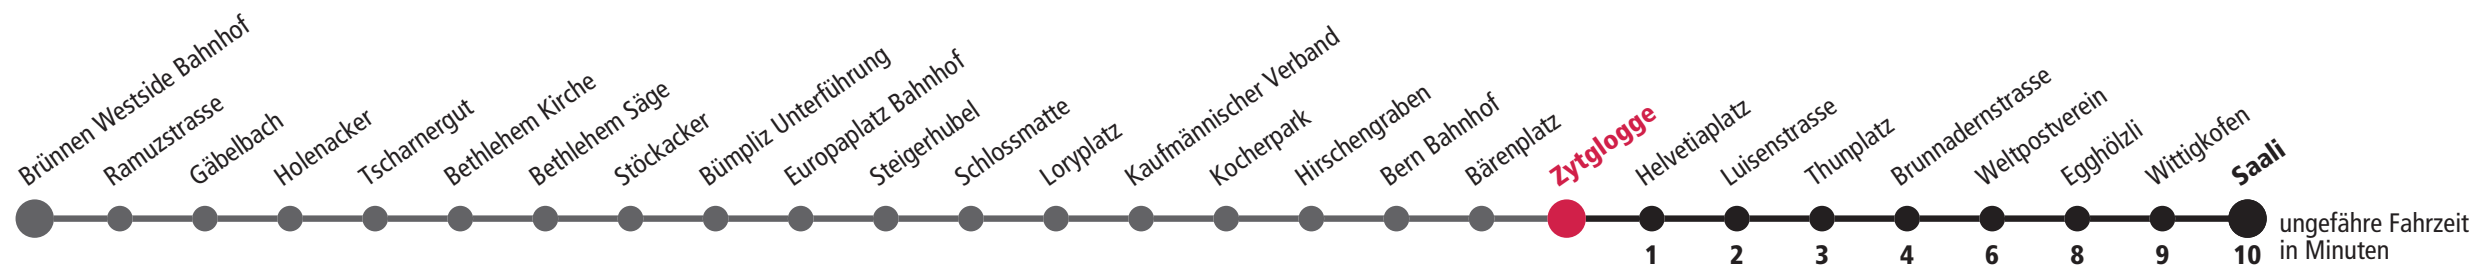 Brünnen Westside Bahnhof
Ramuzstrasse
Gäbelbach
Holenacker
Tscharnergut
Bethlehem Kirche
Bethlehem Säge
Stöckacker
Bümpliz Unterführung
Europaplatz Bahnhof
Steigerhubel
Schlossmatte
Loryplatz
Kaufmännischer Verband
Kocherpark
Hirschengraben
Bern Bahnhof
Bärenplatz
Zytglogge
Helvetiaplatz
Luisenstrasse
Thunplatz
Brunnadernstrasse
Weltpostverein
Egghölzli
Wittigkofen
Saali
1 2 3 4 6 8 9 10
ungefähre Fahrzeit
in Minuten